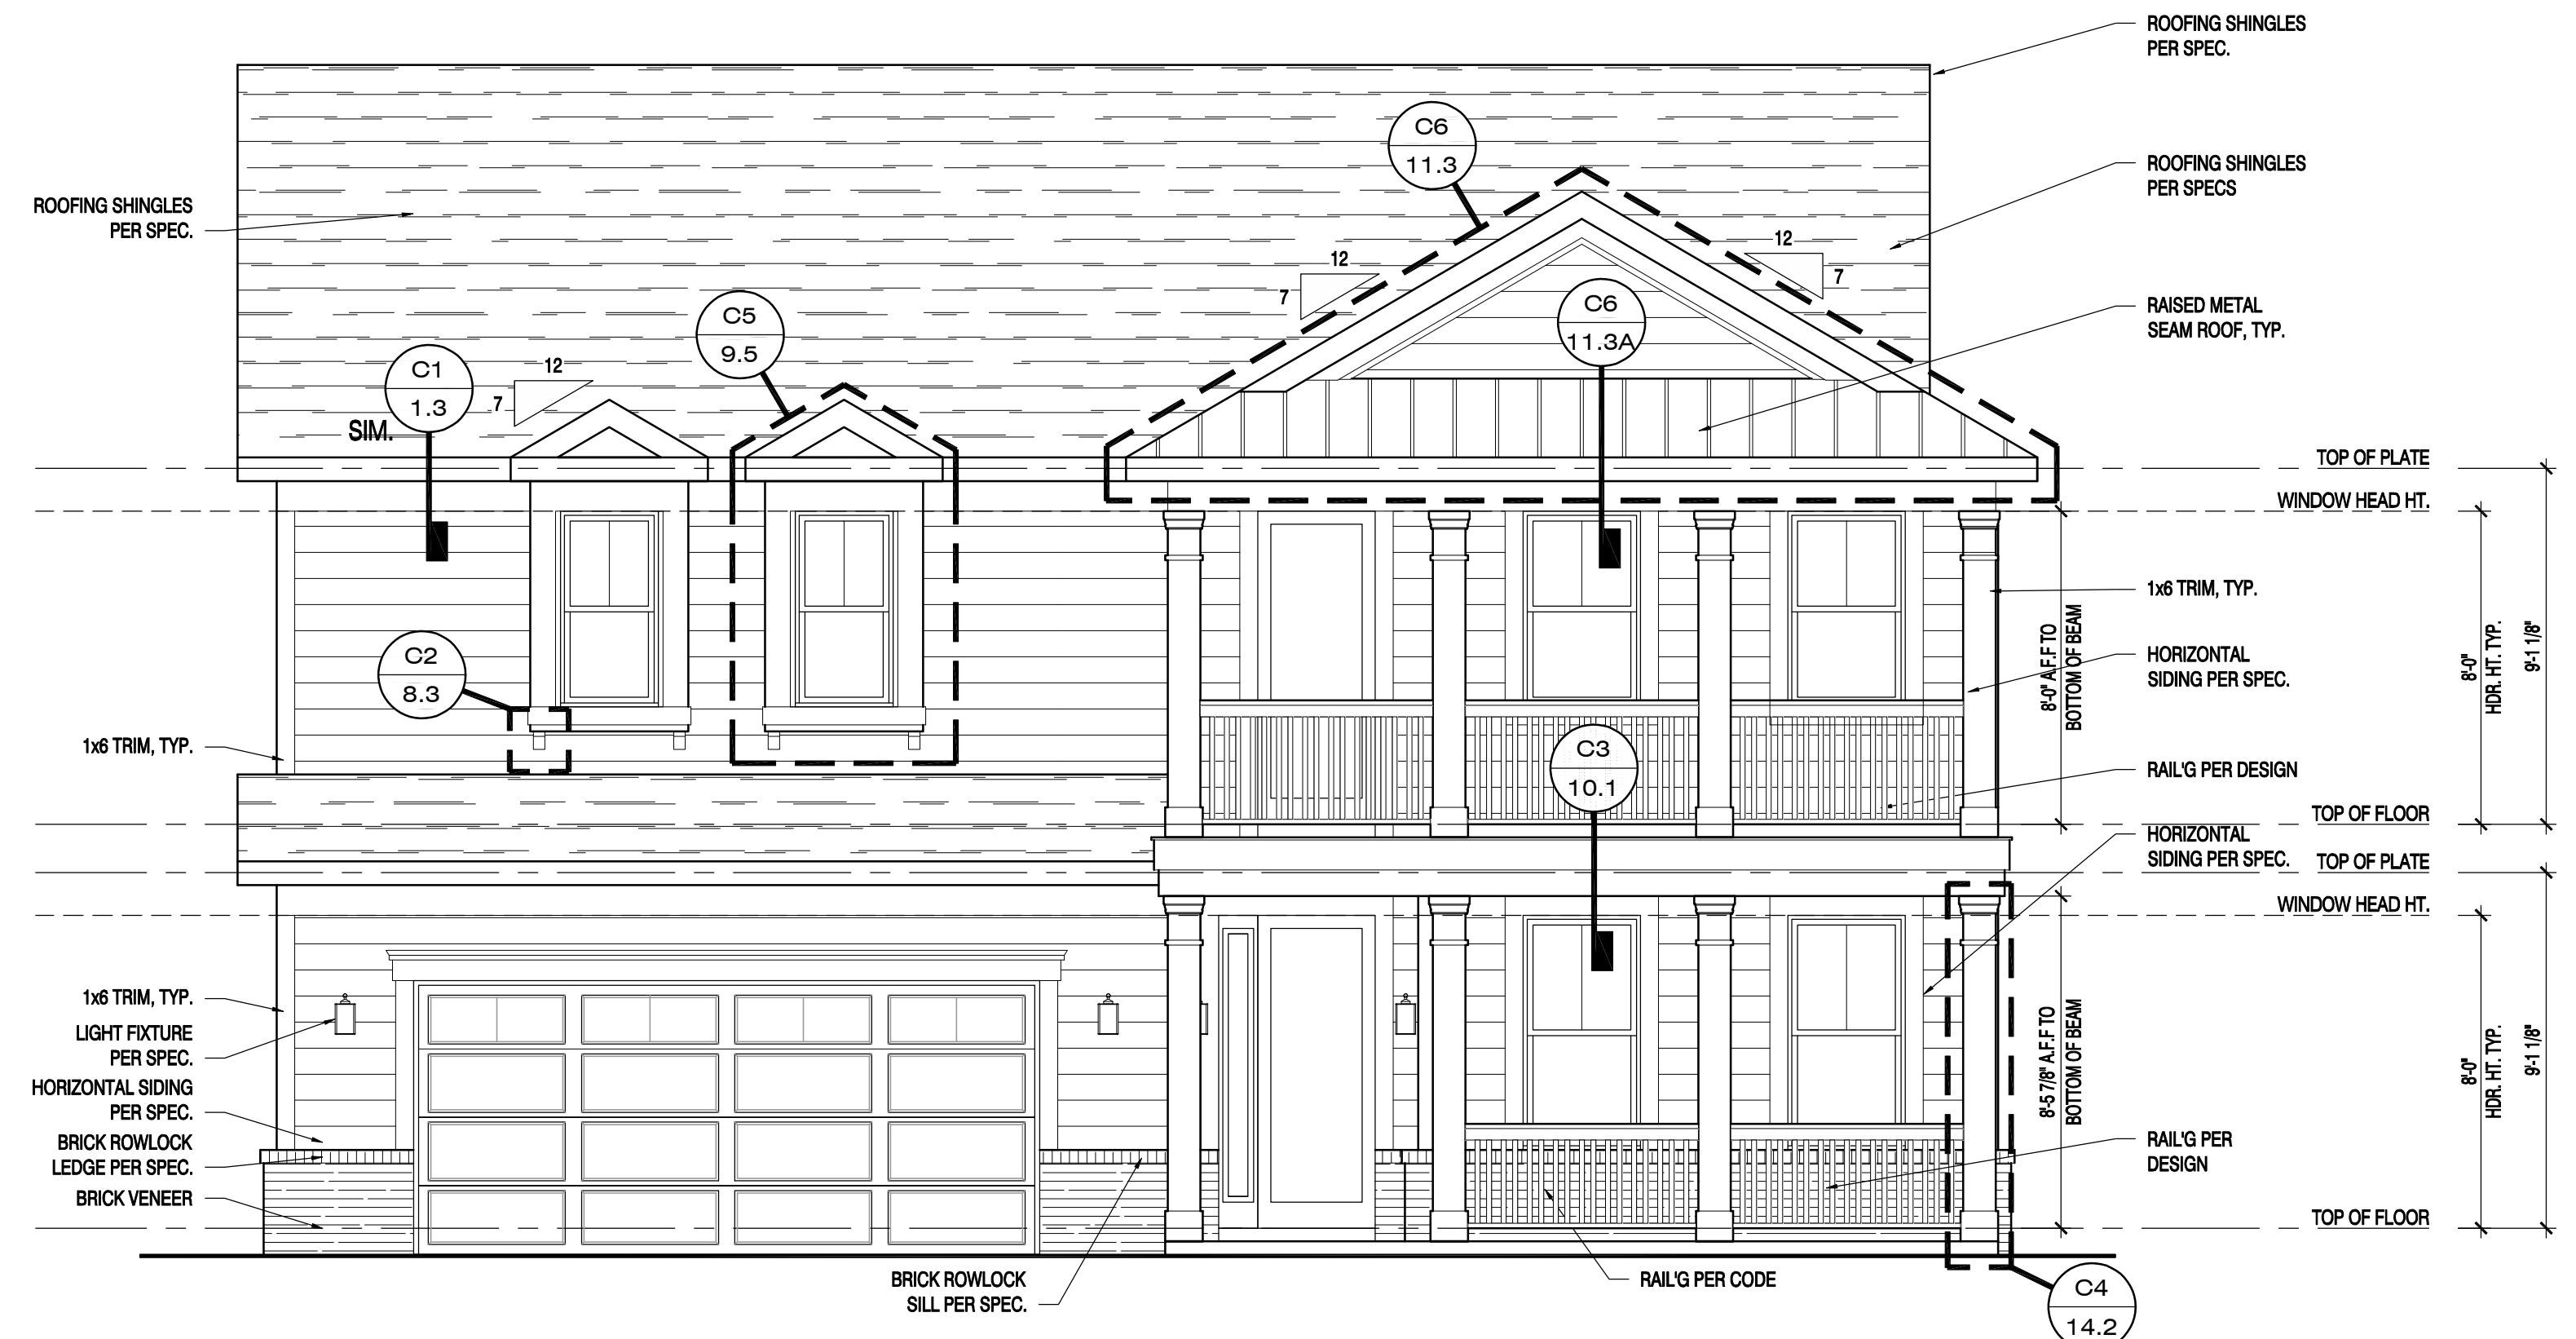 ROOFING SHINGLES
PER SPEC.
C6
11.3
ROOFING SHINGLES
PER SPECS
ROOFING SHINGLES
PER SPEC.
12
7
12
7
C6
11.3A
RAISED METAL
SEAM ROOF, TYP.
C5
9.5
C1
1.3
SIM.
12
7
TOP OF PLATE
WINDOW HEAD HT.
1x6 TRIM, TYP.
8'-0" A.F.F TO
BOTTOM OF BEAM
8'-0"
HDR. HT. TYP.
9'-1 1/8"
C2
8.3
HORIZONTAL
SIDING PER SPEC.
1x6 TRIM, TYP.
C3
10.1
RAIL'G PER DESIGN
TOP OF FLOOR
HORIZONTAL
SIDING PER SPEC.
TOP OF PLATE
WINDOW HEAD HT.
1x6 TRIM, TYP.
LIGHT FIXTURE
PER SPEC.
HORIZONTAL SIDING
PER SPEC.
BRICK ROWLOCK
LEDGE PER SPEC.
BRICK VENEER
8'-5 7/8" A.F.F TO
BOTTOM OF BEAM
8'-0"
HDR. HT. TYP.
9'-1 1/8"
RAIL'G PER
DESIGN
TOP OF FLOOR
BRICK ROWLOCK
SILL PER SPEC.
RAIL'G PER CODE
C4
14.2